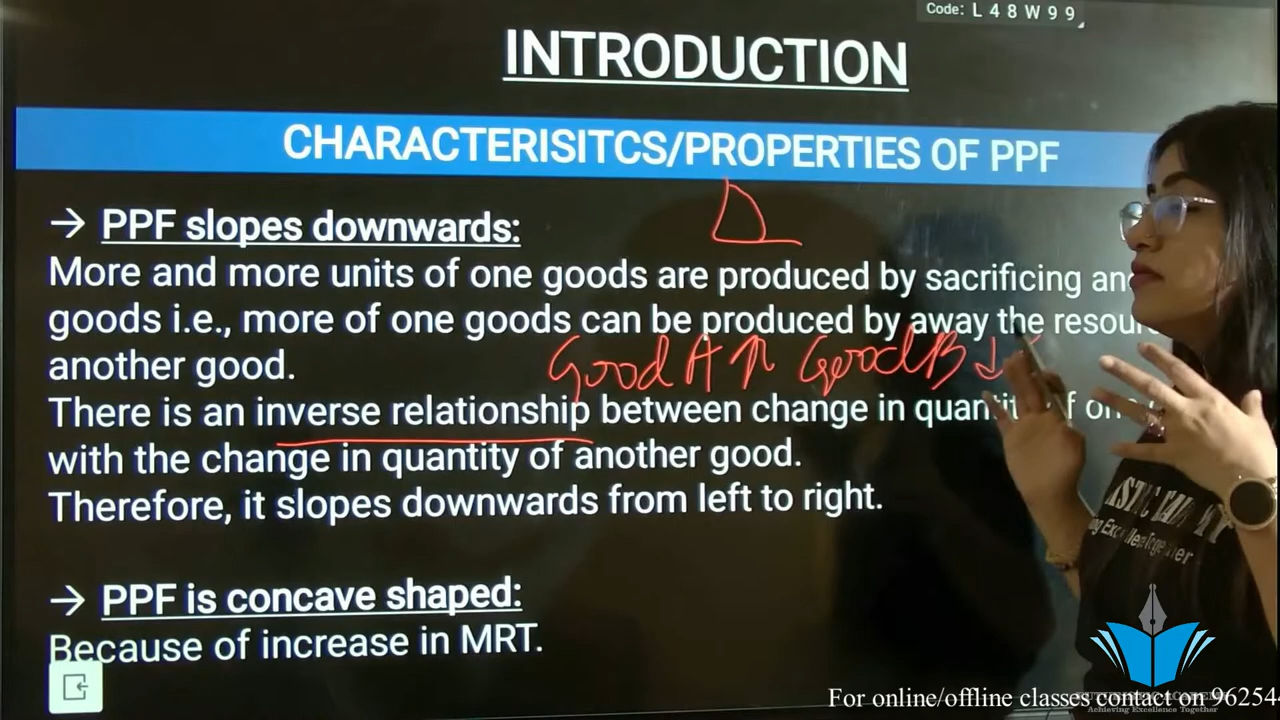 Code: L 4 8 W 9 9
INTRODUCTION
CHARACTERISITCS/PROPERTIES OF PPF
→ PPF slopes downwards:
More and more units of one goods are produced by sacrificing
goods i.e., more of one goods can be produced by away the
another good.
Good A ↑ Good B ↓
There is an inverse relationship between change in
with the change in quantity of another good.
Therefore, it slopes downwards from left to right.
→ PPF is concave shaped:
Because of increase in MRT.
Achieving Excellence Together
For online/offline classes contact on 96254